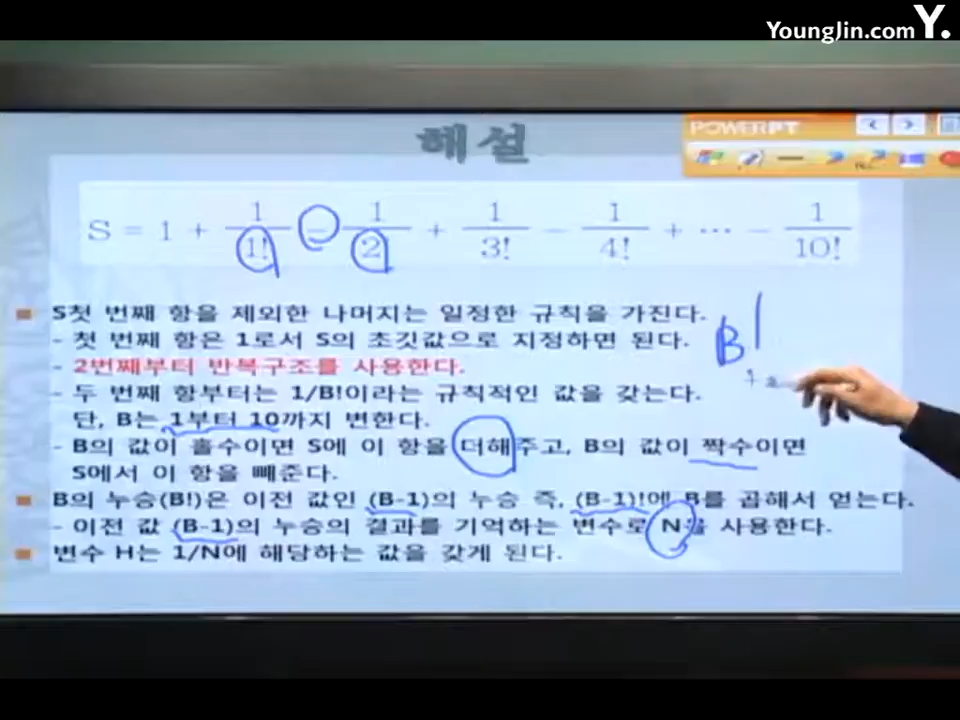 YoungJin.com Y.
POWERPT
해설
S = 1 + 1/1! - 1/2 + 1/3! - 1/4! + ··· - 1/10!
S첫 번째 항을 제외한 나머지는 일정한 규칙을 가진다.
- 첫 번째 항은 1로서 S의 초깃값으로 지정하면 된다.
- 2번째부터 반복구조를 사용한다.
- 두 번째 항부터는 1/B!이라는 규칙적인 값을 갖는다.
단, B는 1부터 10까지 변한다.
- B의 값이 홀수이면 S에 이 항을 더해주고, B의 값이 짝수이면
S에서 이 항을 빼준다.
B의 누승(B!)은 이전 값인 (B-1)의 누승 즉, (B-1)!에 B를 곱해서 얻는다.
- 이전 값 (B-1)의 누승의 결과를 기억하는 변수로 N을 사용한다.
변수 H는 1/N에 해당하는 값을 갖게 된다.
B